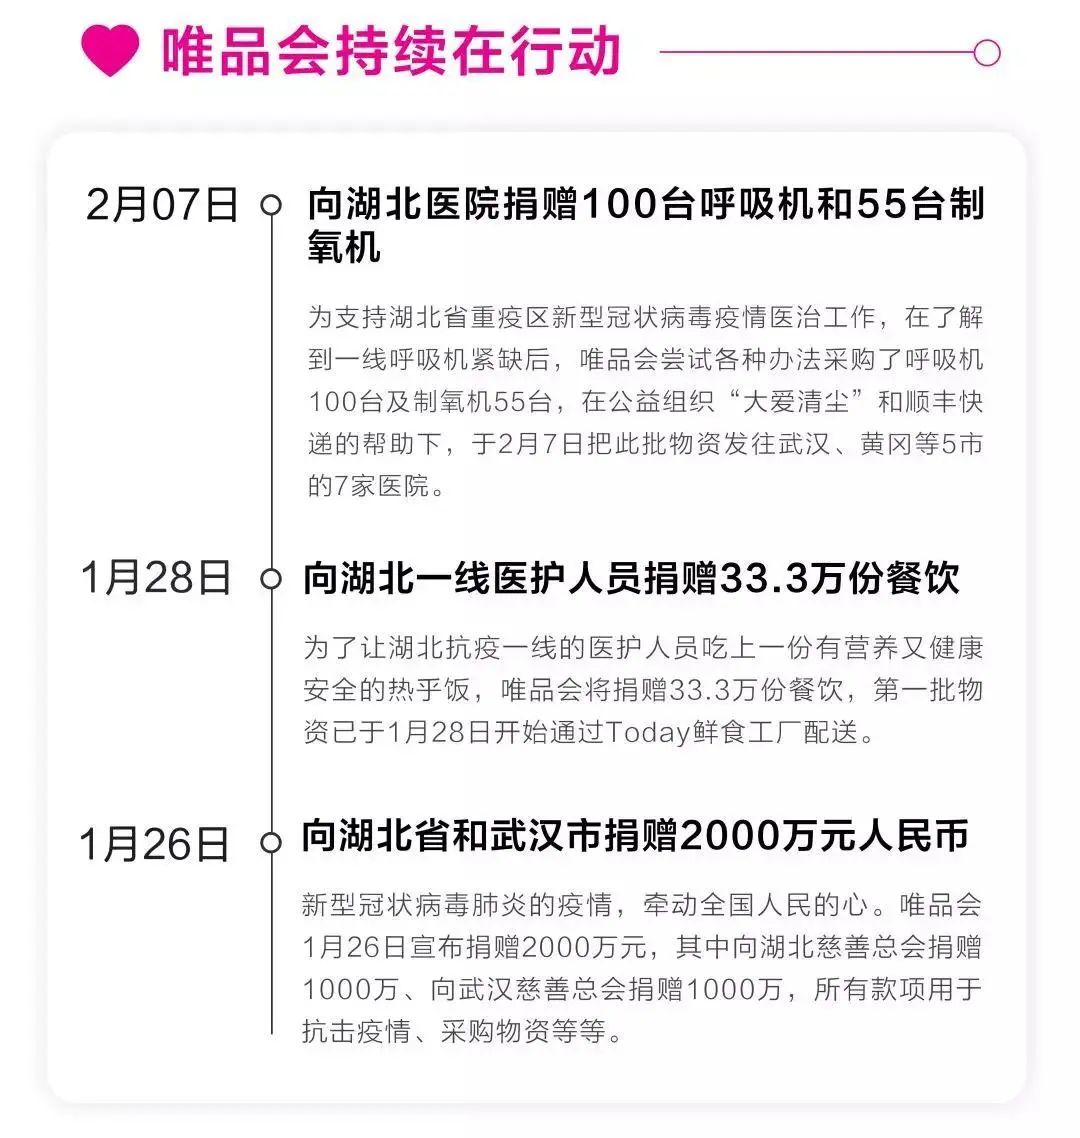 唯品会持续在行动
2月07日
向湖北医院捐赠100台呼吸机和55台制
氧机
为支持湖北省重疫区新型冠状病毒疫情医治工作，在了解
到一线呼吸机紧缺后，唯品会尝试各种办法采购了呼吸机
100台及制氧机55台，在公益组织“大爱清尘”和顺丰快
递的帮助下，于2月7日把此批物资发往武汉、黄冈等5市
的7家医院。
1月28日
向湖北一线医护人员捐赠33.3万份餐饮
为了让湖北抗疫一线的医护人员吃上一份有营养又健康
安全的热乎饭，唯品会将捐赠33.3万份餐饮，第一批物
资已于1月28日开始通过Today鲜食工厂配送。
1月26日
向湖北省和武汉市捐赠2000万元人民币
新型冠状病毒肺炎的疫情，牵动全国人民的心。唯品会
1月26日宣布捐赠2000万元，其中向湖北慈善总会捐赠
1000万、向武汉慈善总会捐赠1000万，所有款项用于
抗击疫情、采购物资等等。